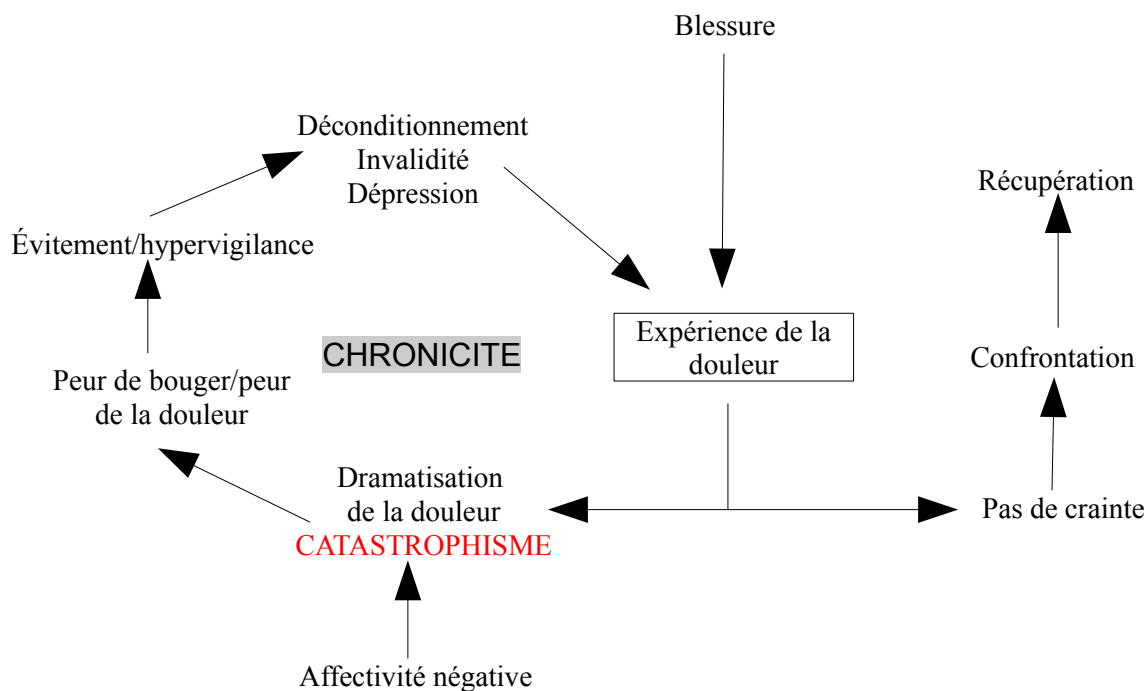 Blessure
Déconditionnement
Invalidité
Dépression
Récupération
Évitement/hypervigilance
Expérience de la
douleur
CHRONICITE
Confrontation
Peur de bouger/peur
de la douleur
Dramatisation
de la douleur
CATASTROPHISME
Pas de crainte
Affectivité négative